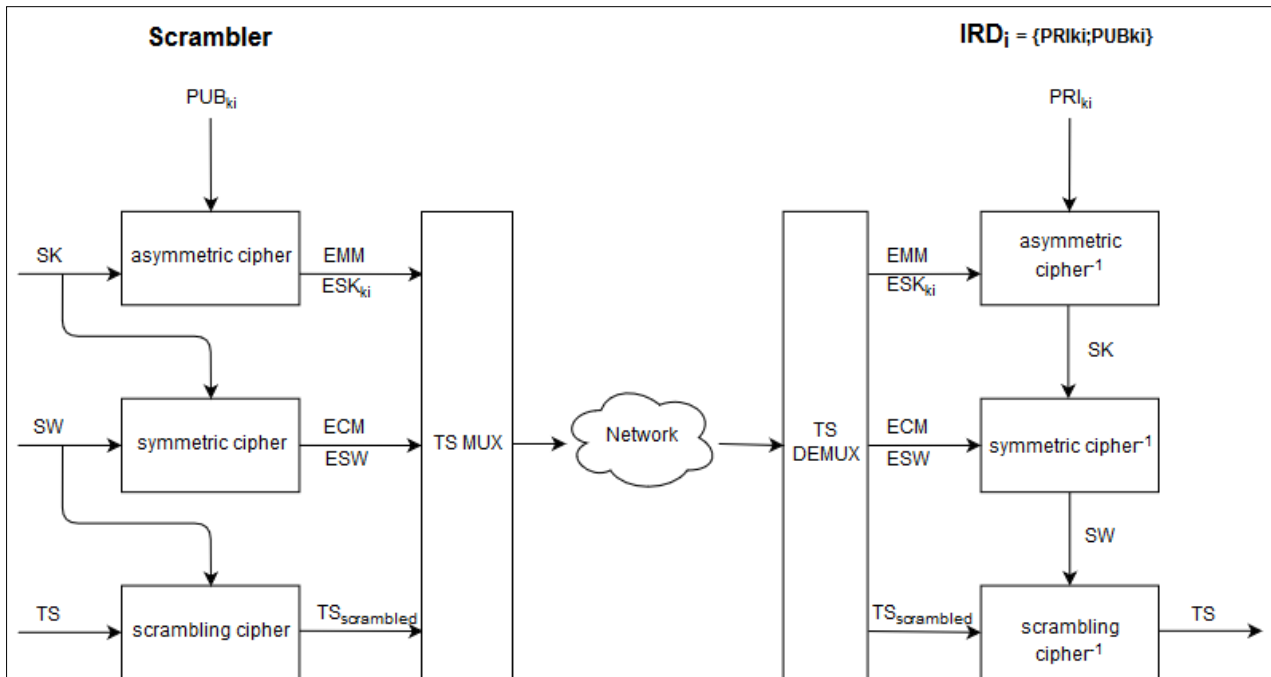 Scrambler
IRDi = {PRIki;PUBki}
PUBki
PRIki
SK
asymmetric cipher
EMM
ESKki
EMM
ESKki
asymmetric
cipher-1
SK
SW
symmetric cipher
ECM
ESW
TS MUX
Network
TS
DEMUX
ECM
ESW
symmetric cipher-1
SW
TS
scrambling cipher
TSscrambled
TSscrambled
scrambling
cipher-1
TS